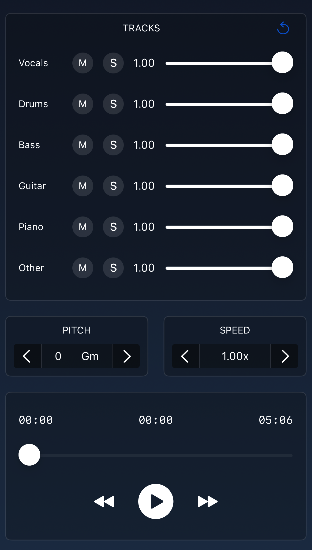 TRACKS
Vocals M S 1.00
Drums M S 1.00
Bass M S 1.00
Guitar M S 1.00
Piano M S 1.00
Other M S 1.00
PITCH SPEED
0 Gm 1.00x
00:00 00:00 05:06